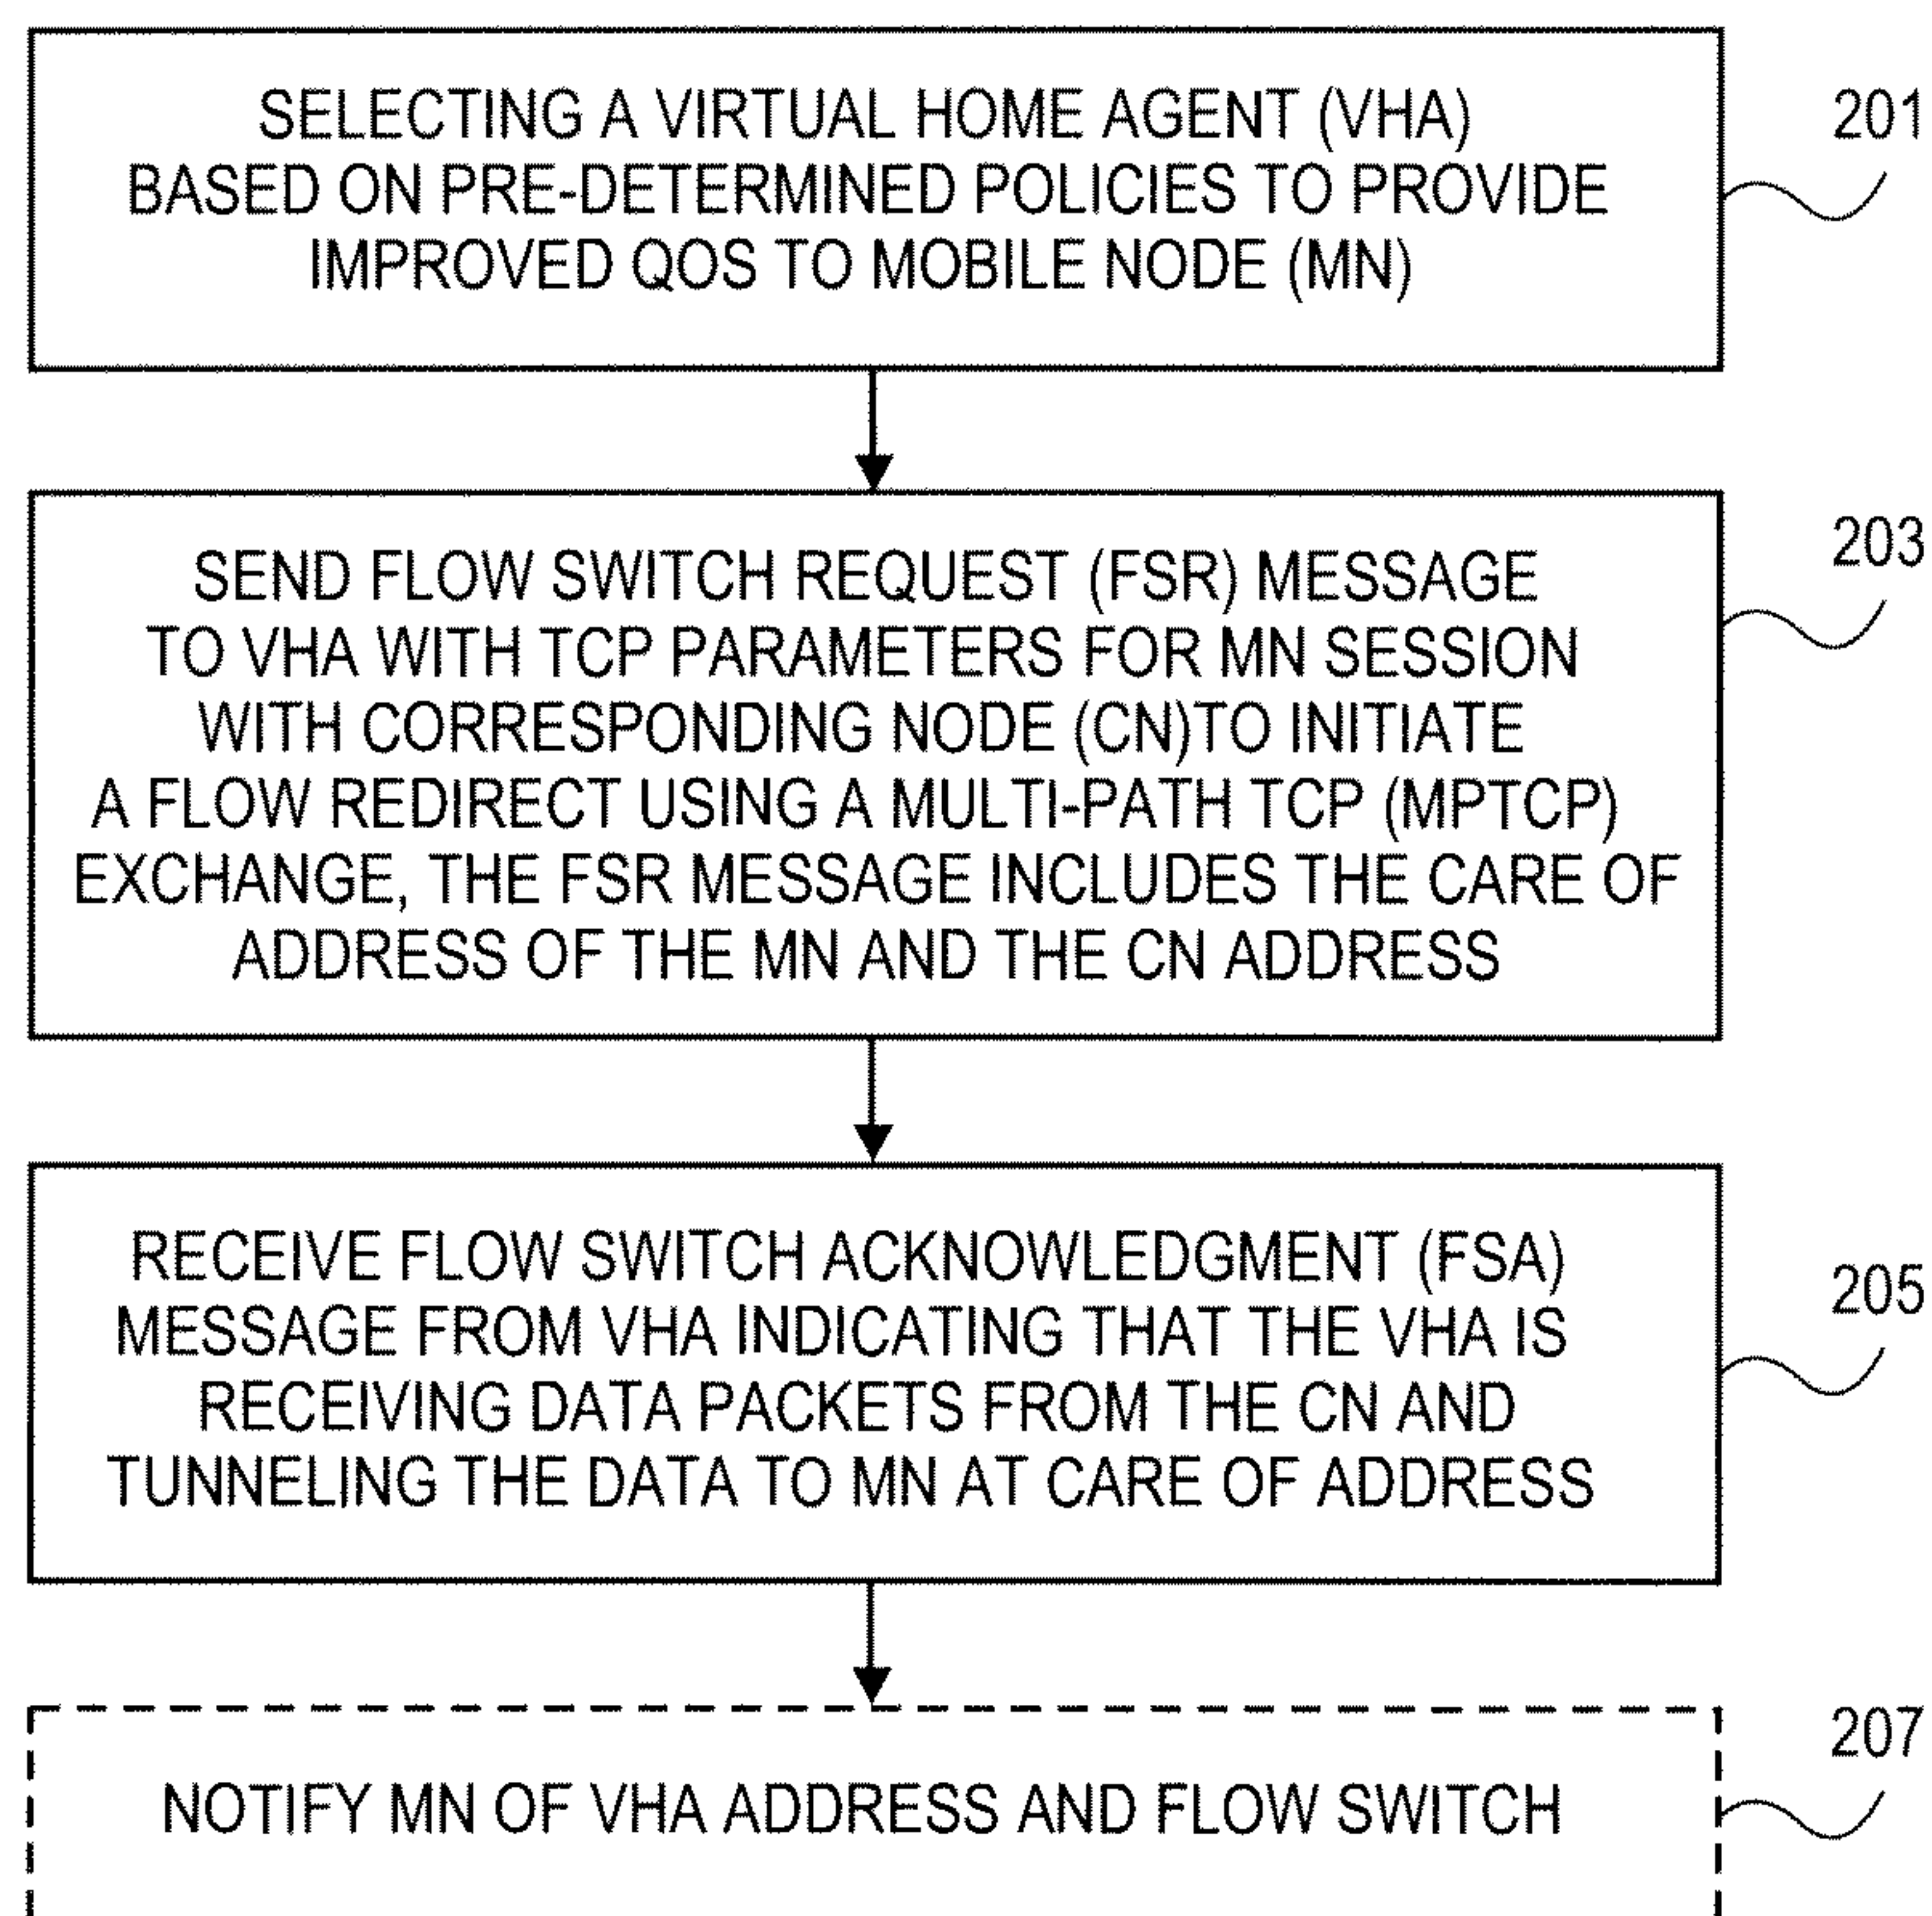 SELECTING A VIRTUAL HOME AGENT (VHA)
BASED ON PRE-DETERMINED POLICIES TO PROVIDE
IMPROVED QOS TO MOBILE NODE (MN)
201
SEND FLOW SWITCH REQUEST (FSR) MESSAGE
TO VHA WITH TCP PARAMETERS FOR MN SESSION
WITH CORRESPONDING NODE (CN)TO INITIATE
A FLOW REDIRECT USING A MULTI-PATH TCP (MPTCP)
EXCHANGE, THE FSR MESSAGE INCLUDES THE CARE OF
ADDRESS OF THE MN AND THE CN ADDRESS
203
RECEIVE FLOW SWITCH ACKNOWLEDGMENT (FSA)
MESSAGE FROM VHA INDICATING THAT THE VHA IS
RECEIVING DATA PACKETS FROM THE CN AND
TUNNELING THE DATA TO MN AT CARE OF ADDRESS
205
NOTIFY MN OF VHA ADDRESS AND FLOW SWITCH
207